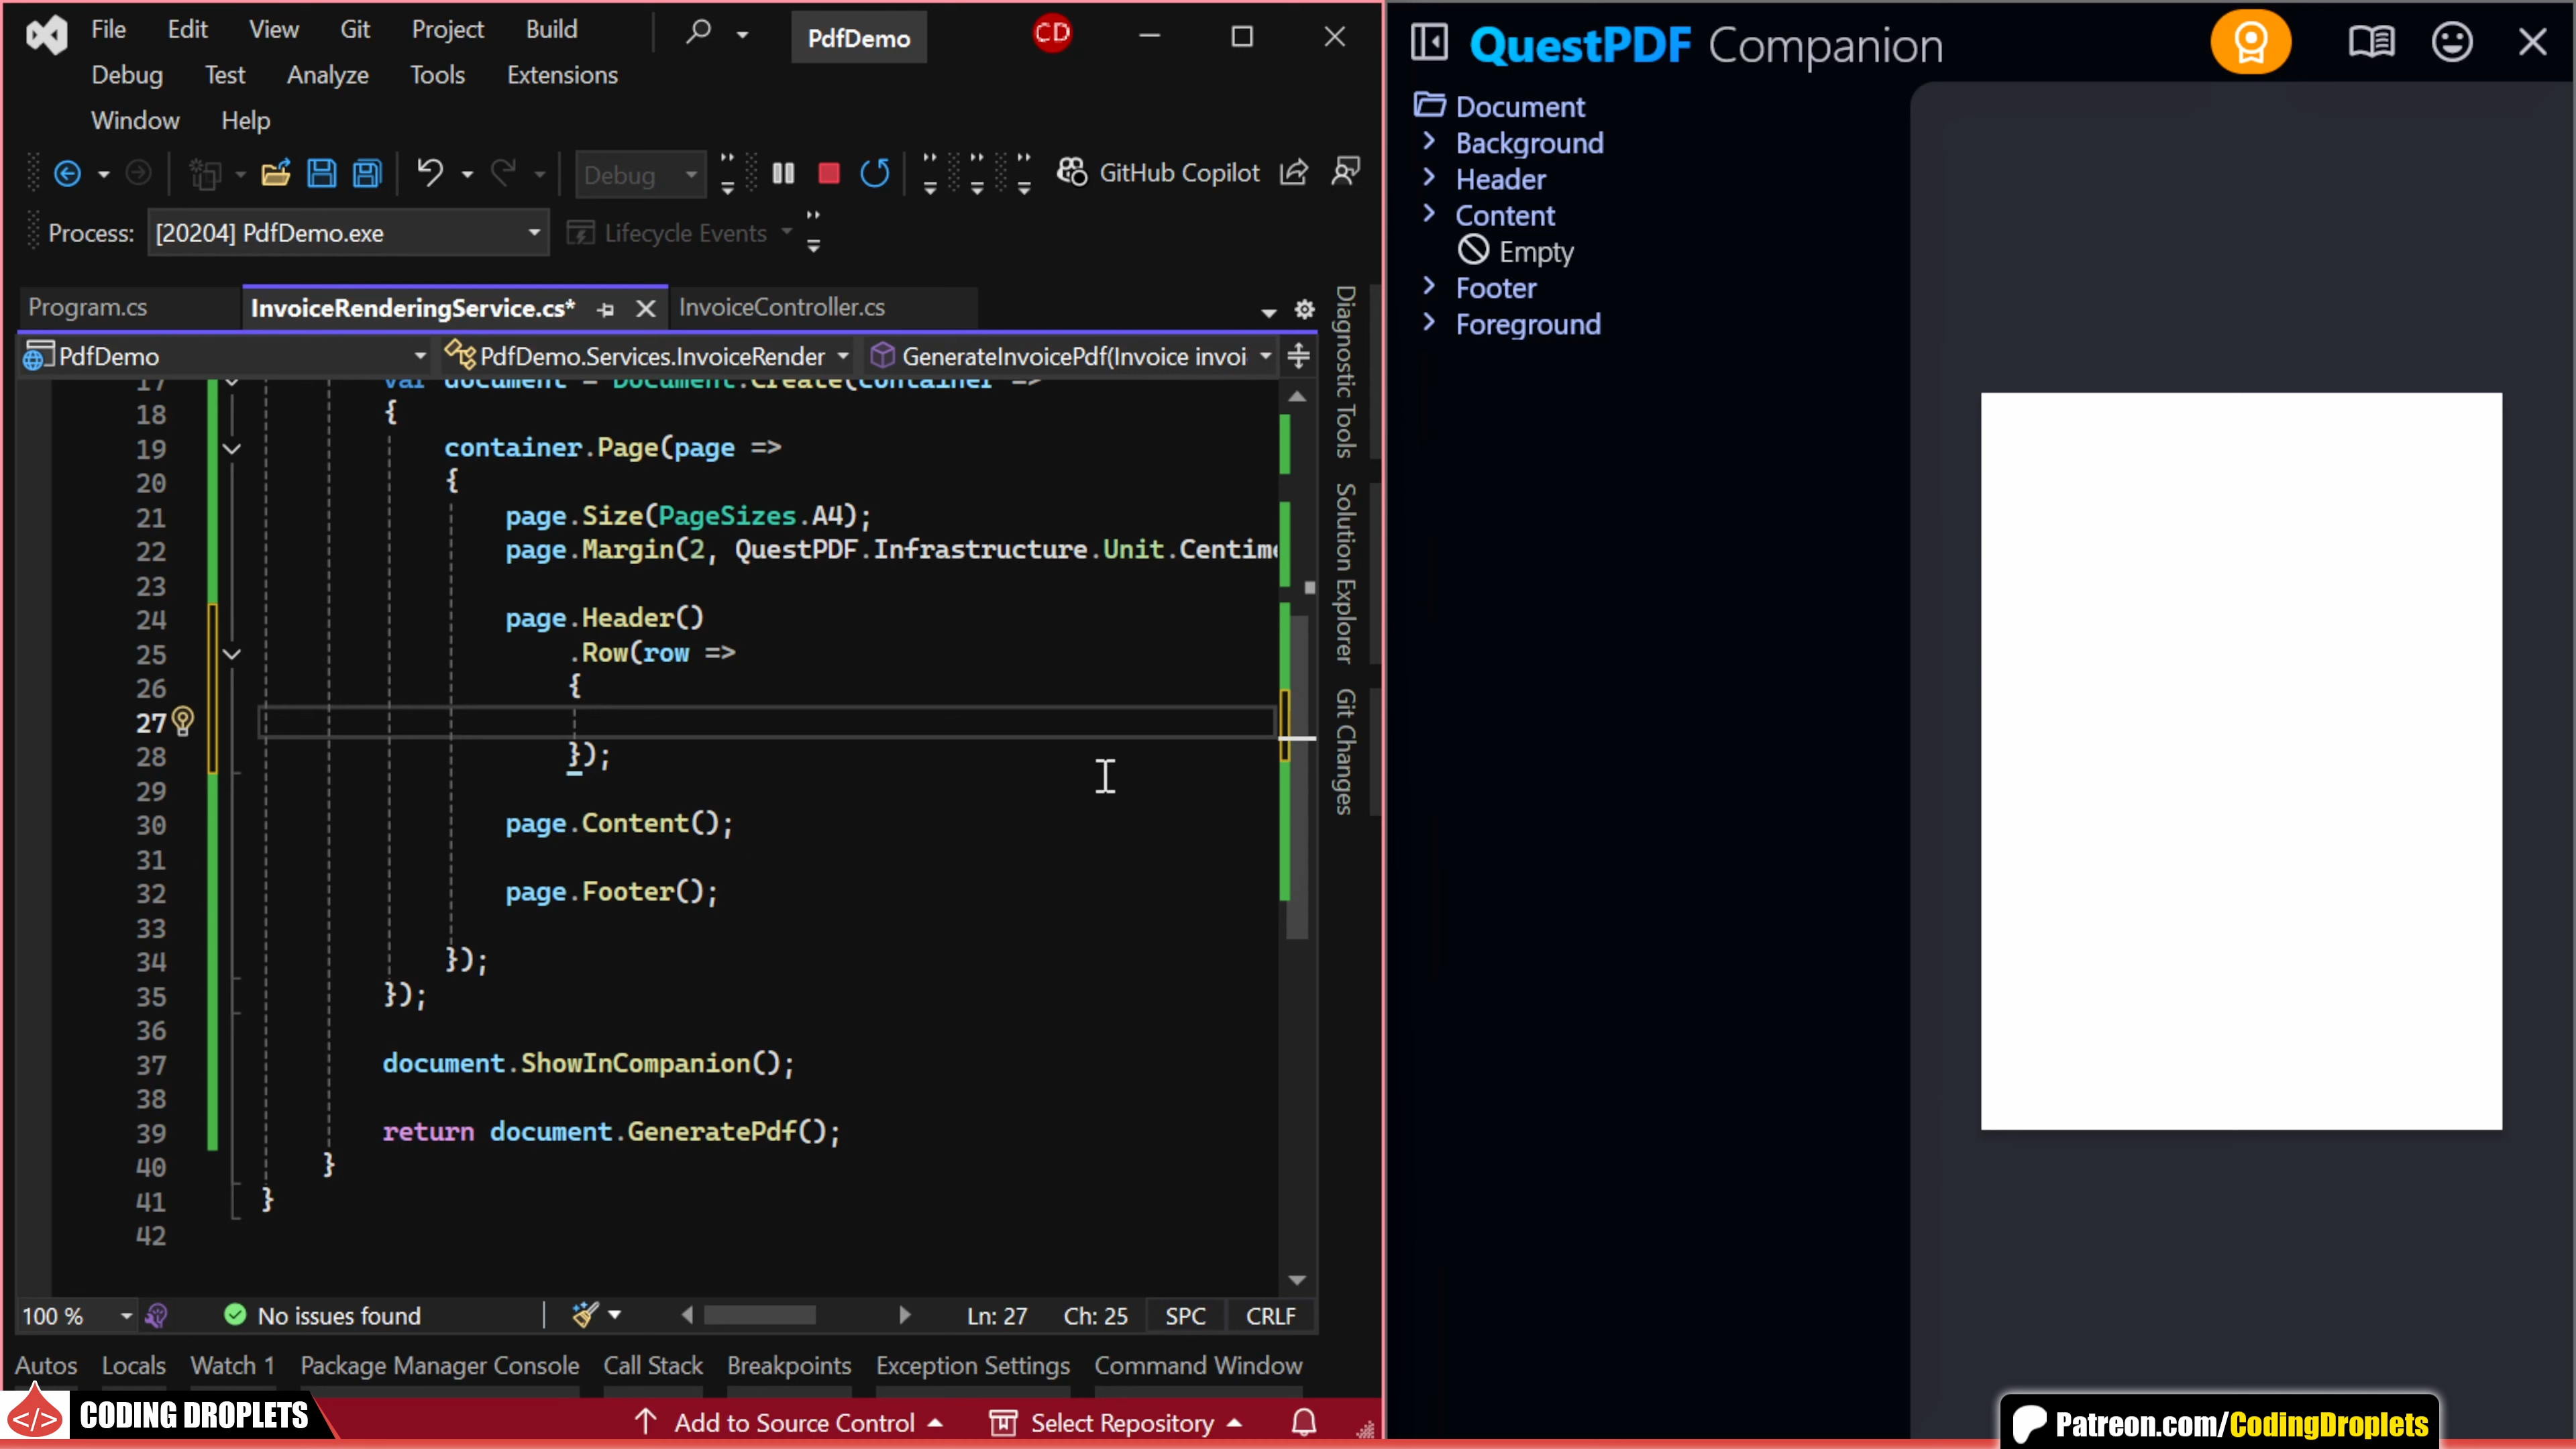 File Edit View Git Project Build
Debug Test Analyze Tools Extensions
Window Help
PdfDemo
CD
Debug
GitHub Copilot
Process: [20204] PdfDemo.exe
Lifecycle Events
Program.cs
InvoiceRenderingService.cs*
InvoiceController.cs
PdfDemo
PdfDemo.Services.InvoiceRender
GenerateInvoicePdf(Invoice invoi
17 var document = Document.Create(container =>
18 {
19 container.Page(page =>
20 {
21 page.Size(PageSizes.A4);
22 page.Margin(2, QuestPDF.Infrastructure.Unit.Centime
23
24 page.Header()
25 .Row(row =>
26 {
27
28 });
29
30 page.Content();
31
32 page.Footer();
33
34 });
35 });
36
37 document.ShowInCompanion();
38
39 return document.GeneratePdf();
40 }
41 }
42
Diagnostic Tools
Solution Explorer
Git Changes
100 %
No issues found
Ln: 27 Ch: 25 SPC CRLF
Autos Locals Watch 1 Package Manager Console Call Stack Breakpoints Exception Settings Command Window
</> CODING DROPLETS
Add to Source Control
Select Repository
QuestPDF Companion
Document
Background
Header
Content
Empty
Footer
Foreground
Patreon.com/CodingDroplets